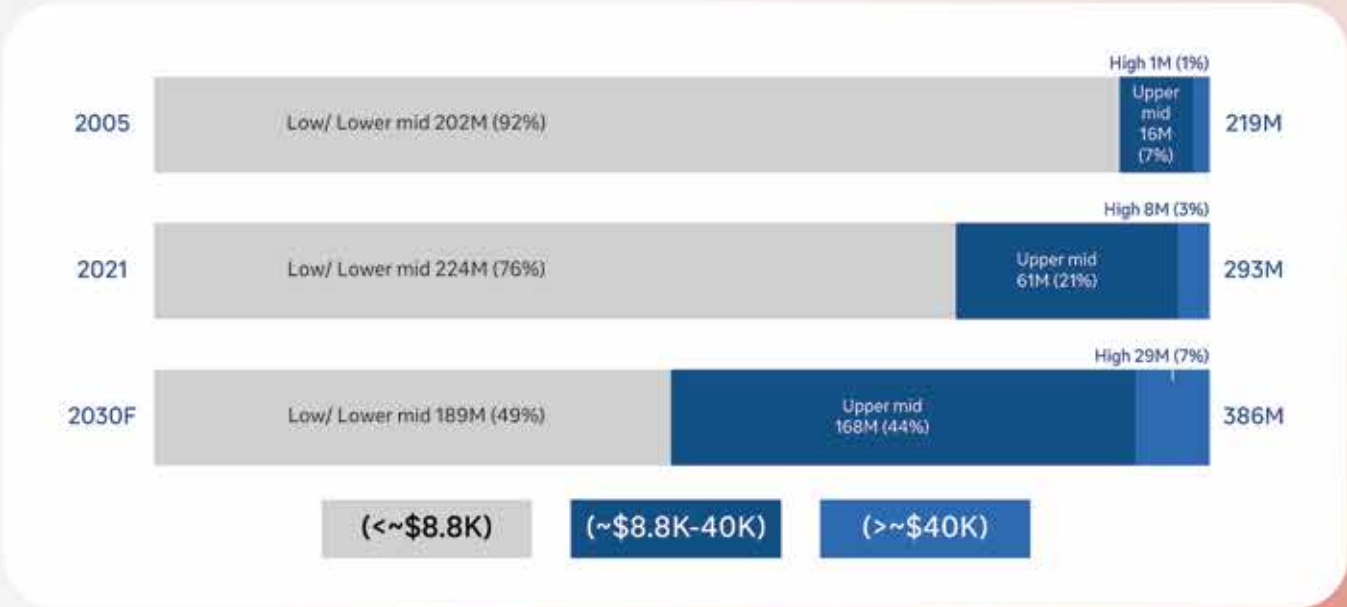 High 1M (1%)
2005
Low/ Lower mid 202M (92%)
Upper
mid
16M
(7%)
219M
High 8M (3%)
2021
Low/ Lower mid 224M (76%)
Upper mid
61M (21%)
293M
High 29M (7%)
2030F
Low/ Lower mid 189M (49%)
Upper mid
168M (44%)
386M
(<~$8.8K)
(~$8.8K-40K)
(>~$40K)